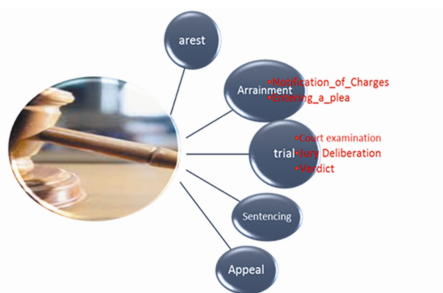 arest
Arrainment
•Notification_of_Charges
•Entering_a_plea
trial
•Court examination
•Jury Deliberation
•Verdict
Sentencing
Appeal